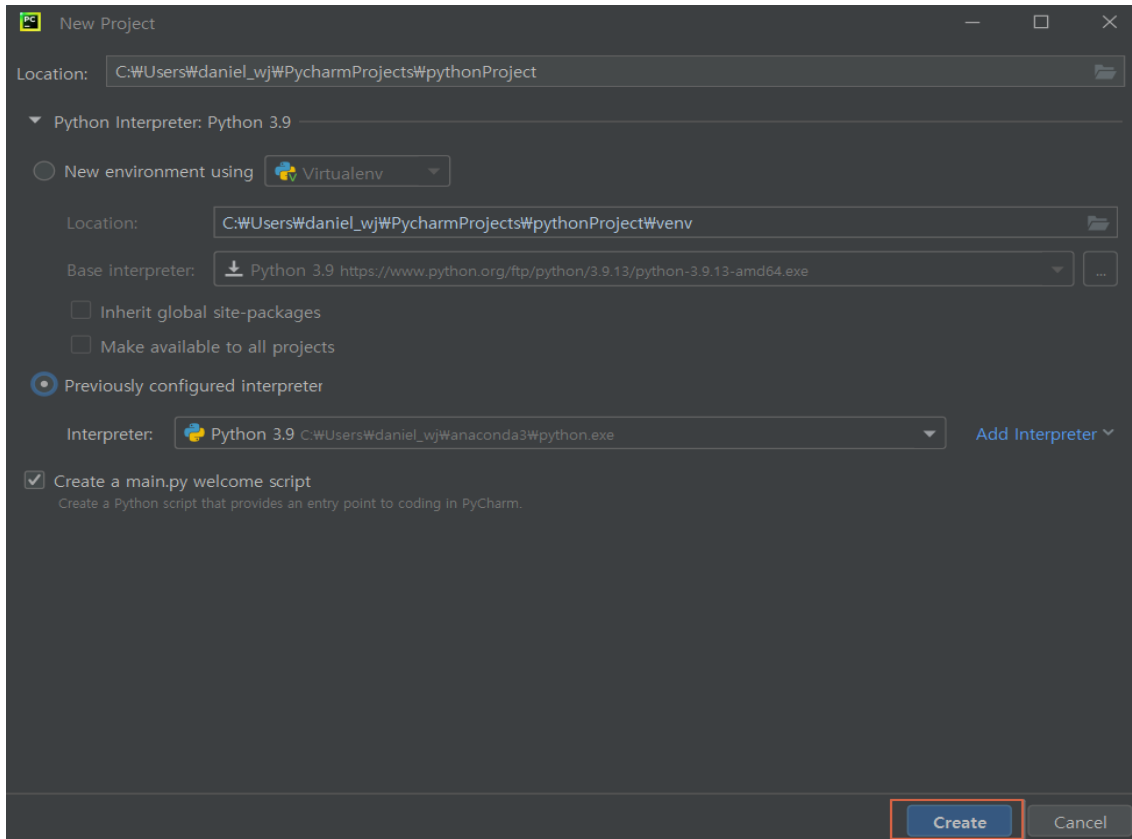 PC
New Project
Location: C:₩Users₩daniel_wj₩PycharmProjects₩pythonProject
Python Interpreter: Python 3.9
New environment using Virtualenv
Location: C:₩Users₩daniel_wj₩PycharmProjects₩pythonProject₩venv
Base interpreter: Python 3.9 https://www.python.org/ftp/python/3.9.13/python-3.9.13-amd64.exe ...
Inherit global site-packages
Make available to all projects
Previously configured interpreter
Interpreter: Python 3.9 C:₩Users₩daniel_wj₩anaconda3₩python.exe Add Interpreter
Create a main.py welcome script
Create a Python script that provides an entry point to coding in PyCharm.
Create Cancel